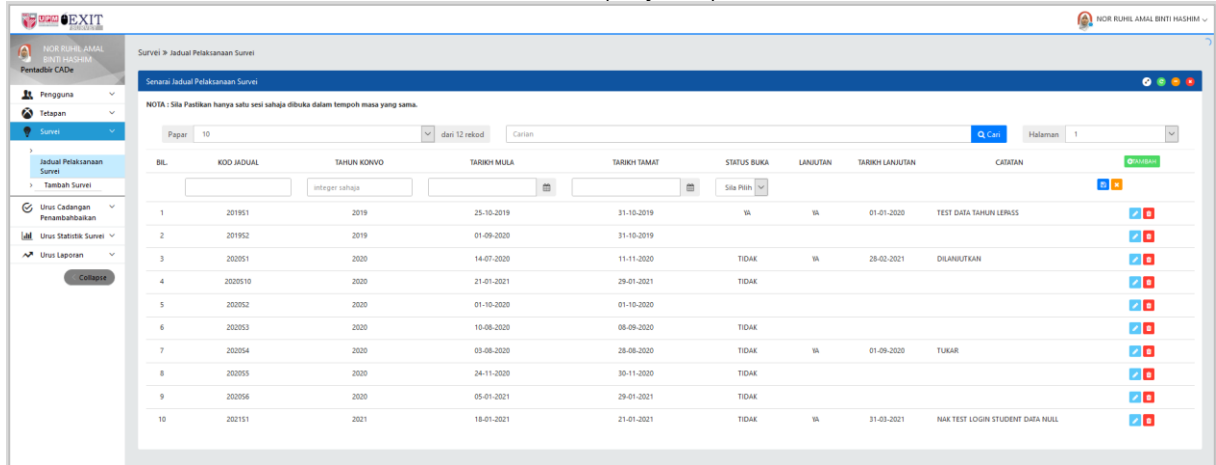 UPM EXIT
NOR RUHIL AMAL BINTI HASHIM
NOR RUHIL AMAL
BINTI HASHIM
Pentadbir CADe
Pengguna
Tetapan
Survei
Jadual Pelaksanaan
Survei
Tambah Survei
Urus Cadangan
Penambahbaikan
Urus Statistik Survei
Urus Laporan
Collapse
Survei » Jadual Pelaksanaan Survei
Senarai Jadual Pelaksanaan Survei
NOTA : Sila Pastikan hanya satu sesi sahaja dibuka dalam tempoh masa yang sama.
Papar 10 dari 12 rekod Carian Cari Halaman 1
BIL. KOD JADUAL TAHUN KONVO TARIKH MULA TARIKH TAMAT STATUS BUKA LANJUTAN TARIKH LANJUTAN CATATAN TAMBAH
integer sahaja Sila Pilih
1 2019S1 2019 25-10-2019 31-10-2019 YA YA 01-01-2020 TEST DATA TAHUN LEPASS
2 2019S2 2019 01-09-2020 31-10-2019
3 2020S1 2020 14-07-2020 11-11-2020 TIDAK YA 28-02-2021 DILANJUTKAN
4 2020S10 2020 21-01-2021 29-01-2021 TIDAK
5 2020S2 2020 01-10-2020 01-10-2020
6 2020S3 2020 10-08-2020 08-09-2020 TIDAK
7 2020S4 2020 03-08-2020 28-08-2020 TIDAK YA 01-09-2020 TUKAR
8 2020S5 2020 24-11-2020 30-11-2020 TIDAK
9 2020S6 2020 05-01-2021 29-01-2021 TIDAK
10 2021S1 2021 18-01-2021 21-01-2021 TIDAK YA 31-03-2021 NAK TEST LOGIN STUDENT DATA NULL